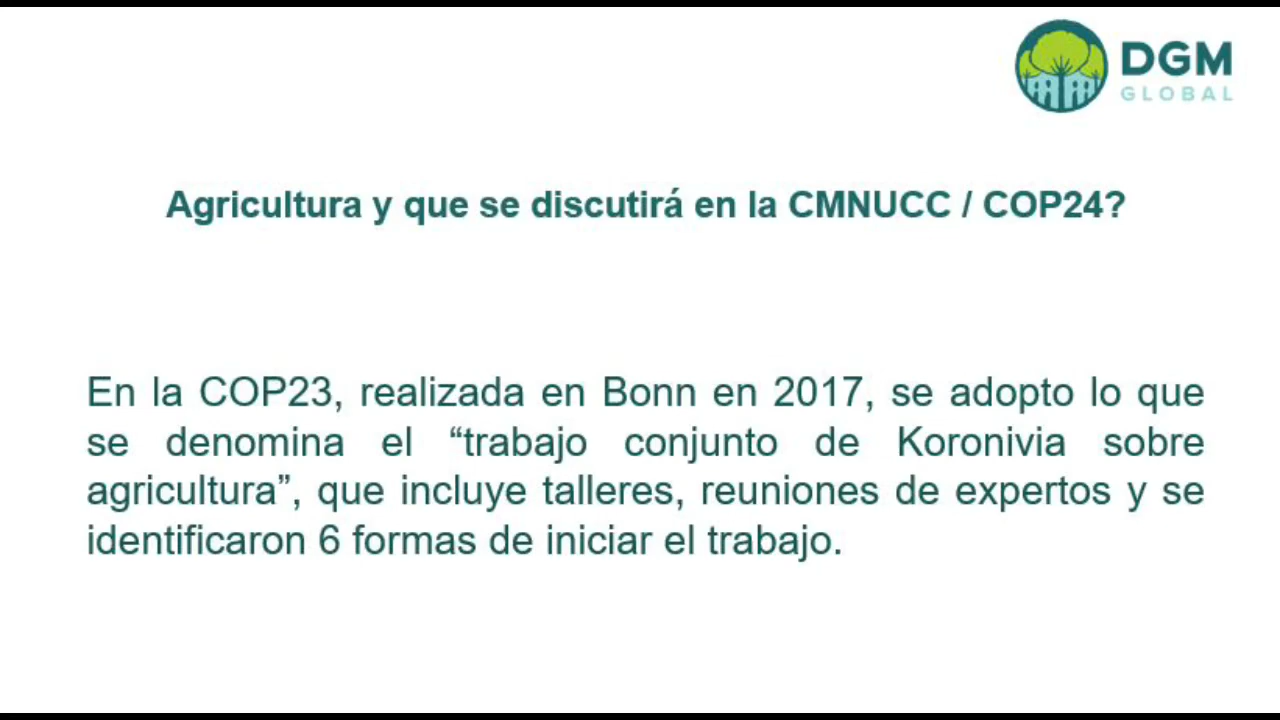 DGM
GLOBAL
Agricultura y que se discutirá en la CMNUCC / COP24?
En la COP23, realizada en Bonn en 2017, se adopto lo que
se denomina el “trabajo conjunto de Koronivia sobre
agricultura”, que incluye talleres, reuniones de expertos y se
identificaron 6 formas de iniciar el trabajo.